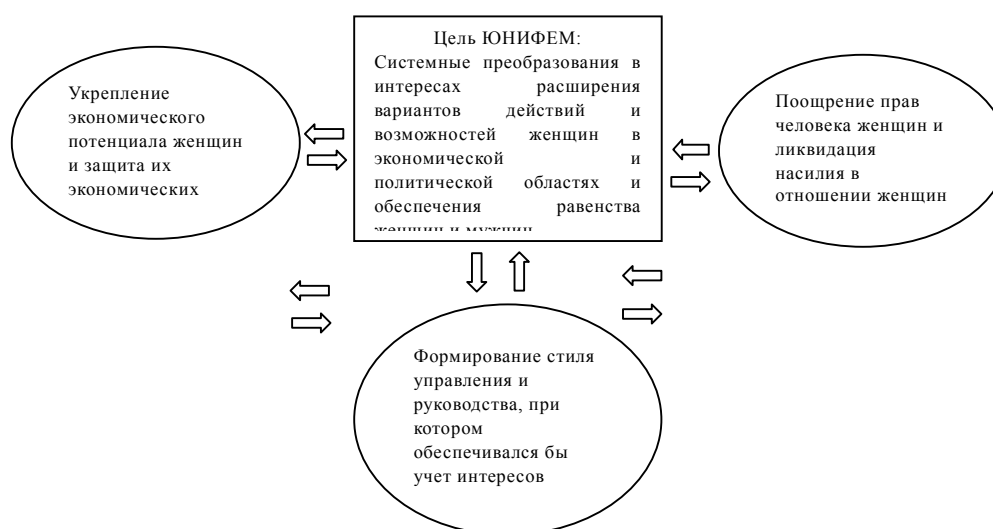 Цель ЮНИФЕМ:
Системные преобразования в
интересах расширения
вариантов действий и
возможностей женщин в
экономической и
политической областях и
обеспечения равенства
женщин и мужчин
Укрепление
экономического
потенциала женщин
и защита их
экономических
Поощрение прав
человека женщин и
ликвидация
насилия в
отношении женщин
Формирование стиля
управления и
руководства, при
котором
обеспечивался бы
учет интересов